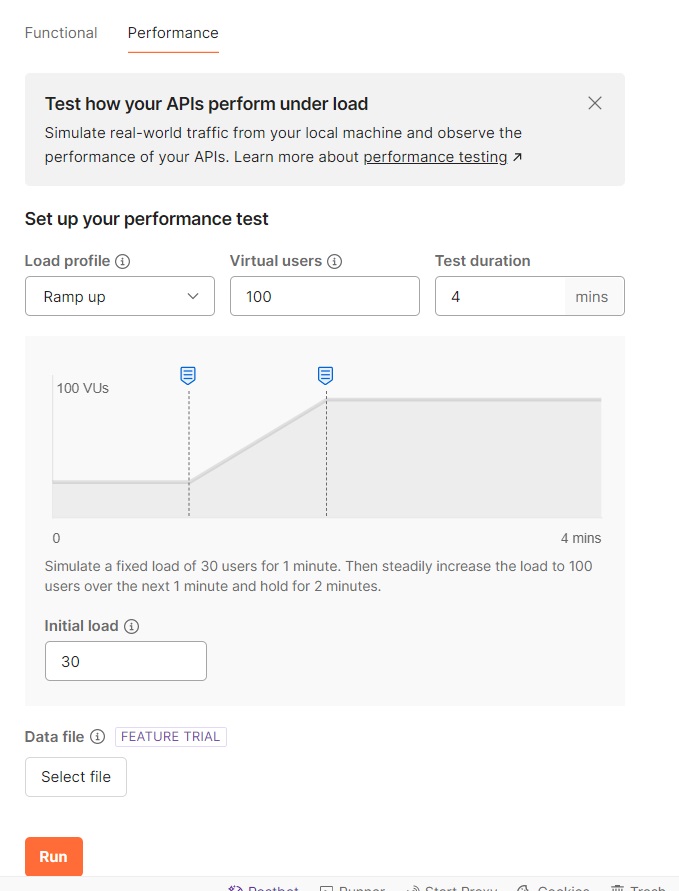 Functional Performance
Test how your APIs perform under load
Simulate real-world traffic from your local machine and observe the
performance of your APIs. Learn more about performance testing ↗
Set up your performance test
Load profile Virtual users Test duration
Ramp up 100 4 mins
100 VUs
0 4 mins
Simulate a fixed load of 30 users for 1 minute. Then steadily increase the load to 100
users over the next 1 minute and hold for 2 minutes.
Initial load
30
Data file FEATURE TRIAL
Select file
Run
Postbot Runner Start Proxy Cookies Trash